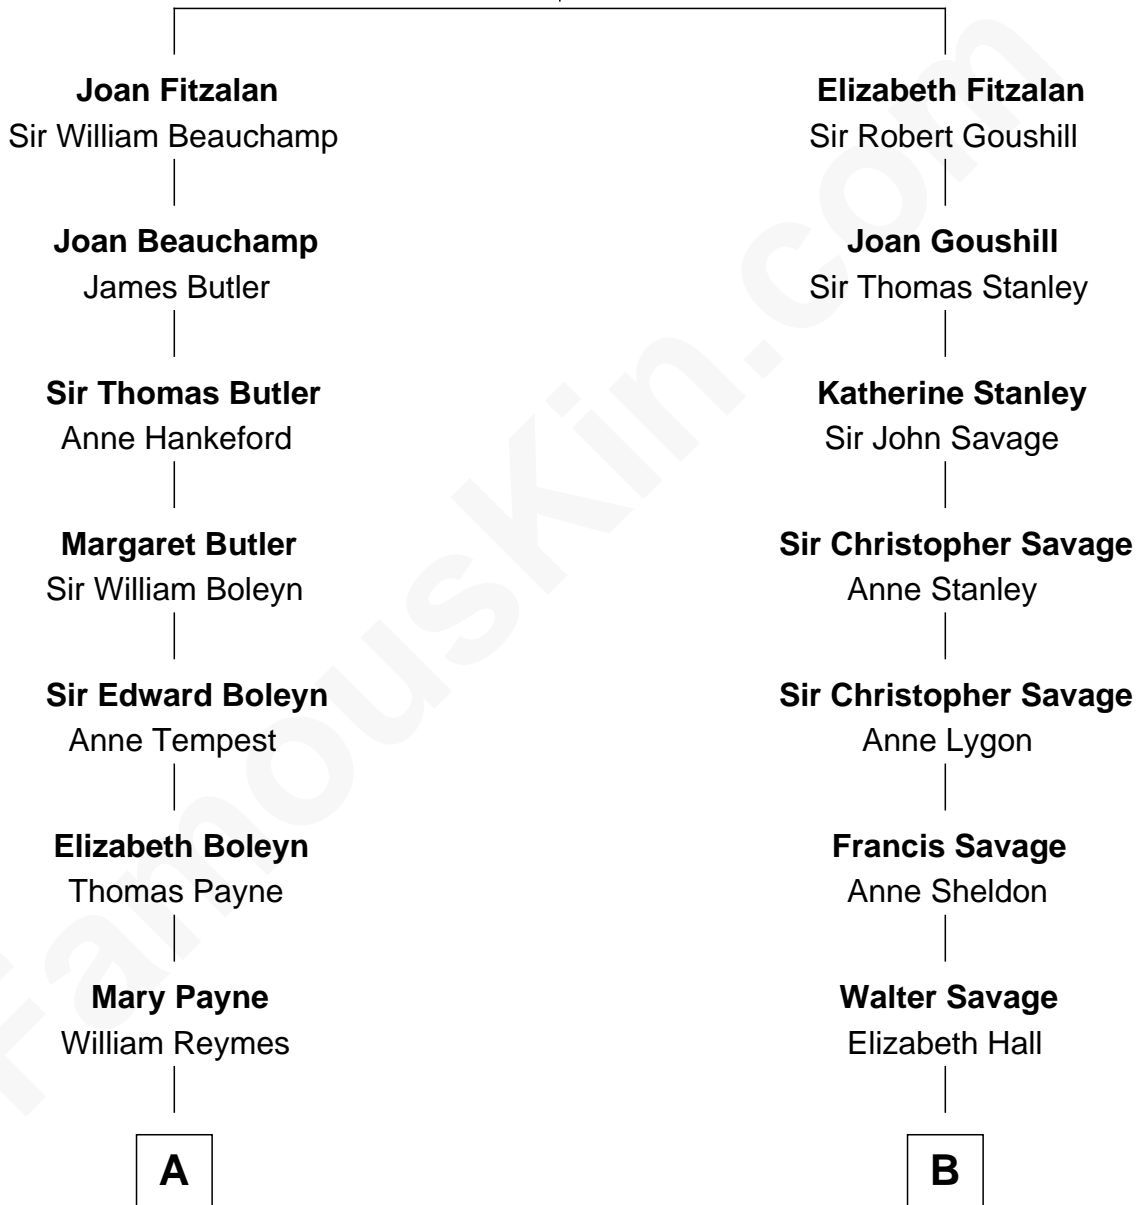 Joan Fitzalan
Sir William Beauchamp
Joan Beauchamp
James Butler
Sir Thomas Butler
Anne Hankeford
Margaret Butler
Sir William Boleyn
Sir Edward Boleyn
Anne Tempest
Elizabeth Boleyn
Thomas Payne
Mary Payne
William Reymes
A
Elizabeth Fitzalan
Sir Robert Goushill
Joan Goushill
Sir Thomas Stanley
Katherine Stanley
Sir John Savage
Sir Christopher Savage
Anne Stanley
Sir Christopher Savage
Anne Lygon
Francis Savage
Anne Sheldon
Walter Savage
Elizabeth Hall
B
FamousKin.com